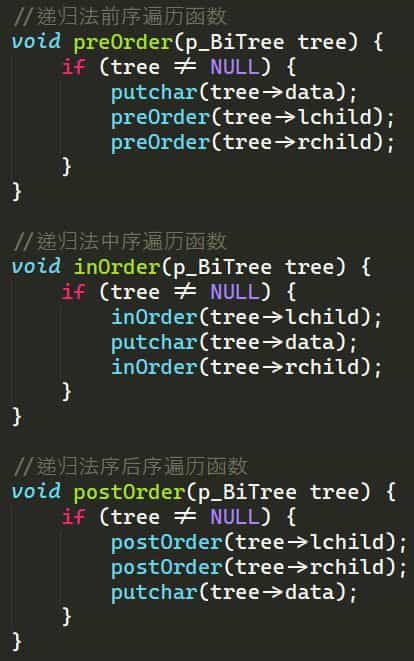 //递归法前序遍历函数
void preOrder(p_BiTree tree) {
    if (tree != NULL) {
        putchar(tree->data);
        preOrder(tree->lchild);
        preOrder(tree->rchild);
    }
}

//递归法中序遍历函数
void inOrder(p_BiTree tree) {
    if (tree != NULL) {
        inOrder(tree->lchild);
        putchar(tree->data);
        inOrder(tree->rchild);
    }
}

//递归法序后序遍历函数
void postOrder(p_BiTree tree) {
    if (tree != NULL) {
        postOrder(tree->lchild);
        postOrder(tree->rchild);
        putchar(tree->data);
    }
}